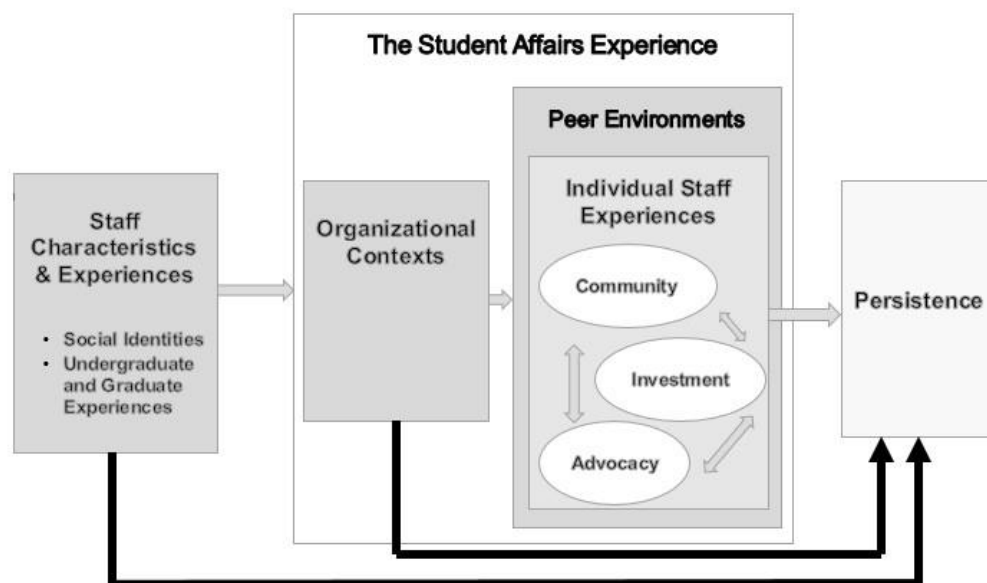 The Student Affairs Experience
Peer Environments
Staff
Characteristics
& Experiences
• Social Identities
• Undergraduate
and Graduate
Experiences
Organizational
Contexts
Individual Staff
Experiences
Community
Investment
Advocacy
Persistence